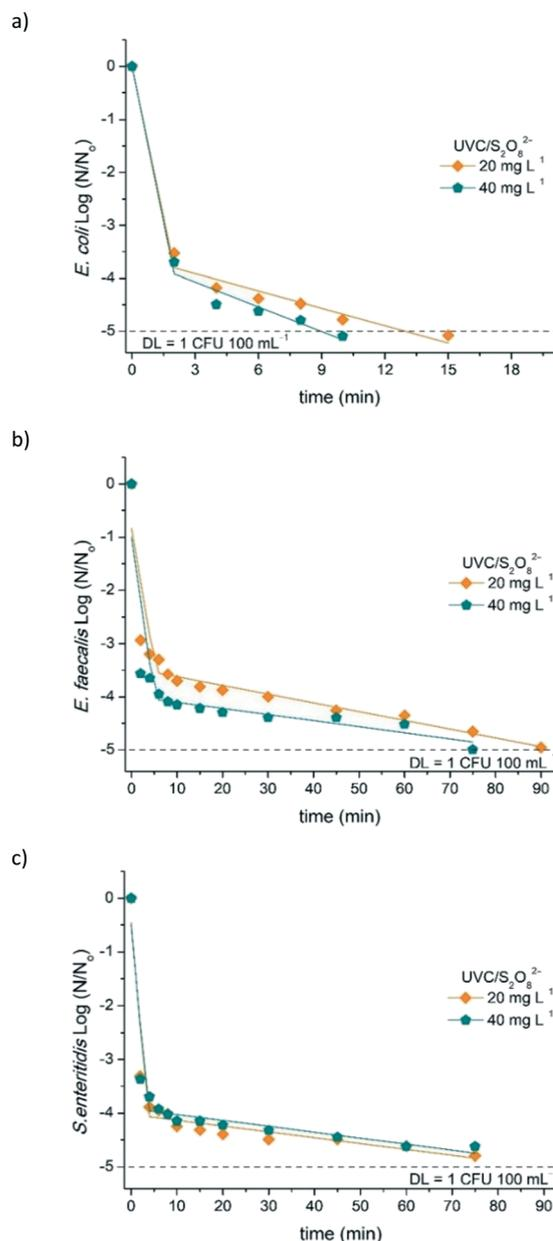 a)
0
-1
-2
-3
-4
-5
E. coli Log (N/N₀)
UVC/S₂O₈²⁻
20 mg L⁻¹
40 mg L⁻¹
DL = 1 CFU 100 mL⁻¹
0 3 6 9 12 15 18
time (min)
b)
0
-1
-2
-3
-4
-5
E. faecalis Log (N/N₀)
UVC/S₂O₈²⁻
20 mg L¹
40 mg L¹
DL = 1 CFU 100 mL⁻
0 10 20 30 40 50 60 70 80 90
time (min)
c)
0
-1
-2
-3
-4
-5
S.enteritidis Log (N/N₀)
UVC/S₂O₈²⁻
20 mg L¹
40 mg L¹
DL = 1 CFU 100 mL⁻
0 10 20 30 40 50 60 70 80 90
time (min)